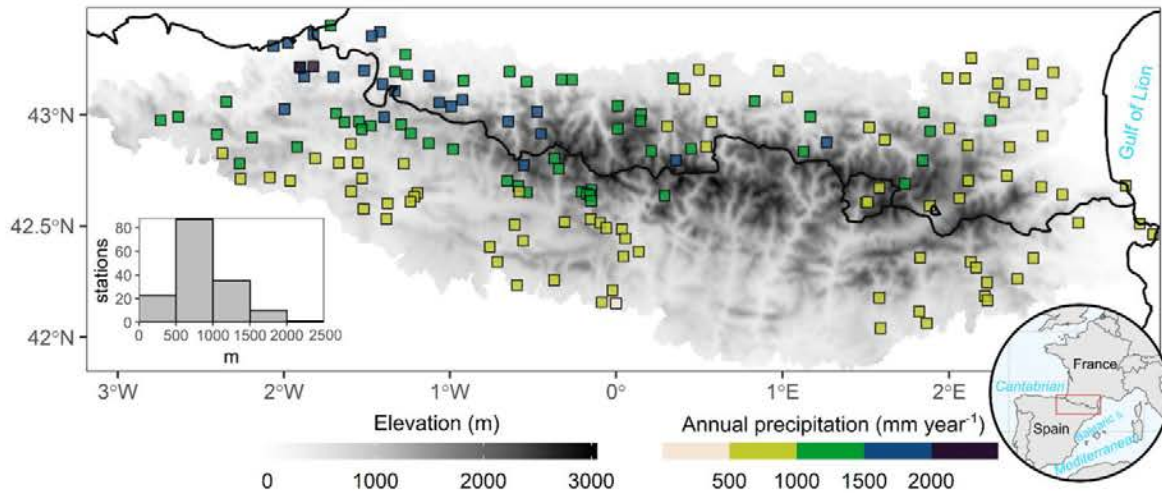 Gulf of Lion
43°N
42.5°N
42°N
80
60
40
20
0
stations
0 500 1000 1500 2000 2500
m
3°W 2°W 1°W 0° 1°E 2°E
France
Cantabrian
Spain
Balearic &
Mediterranean
Elevation (m)
0 1000 2000 3000
Annual precipitation (mm year-1)
500 1000 1500 2000